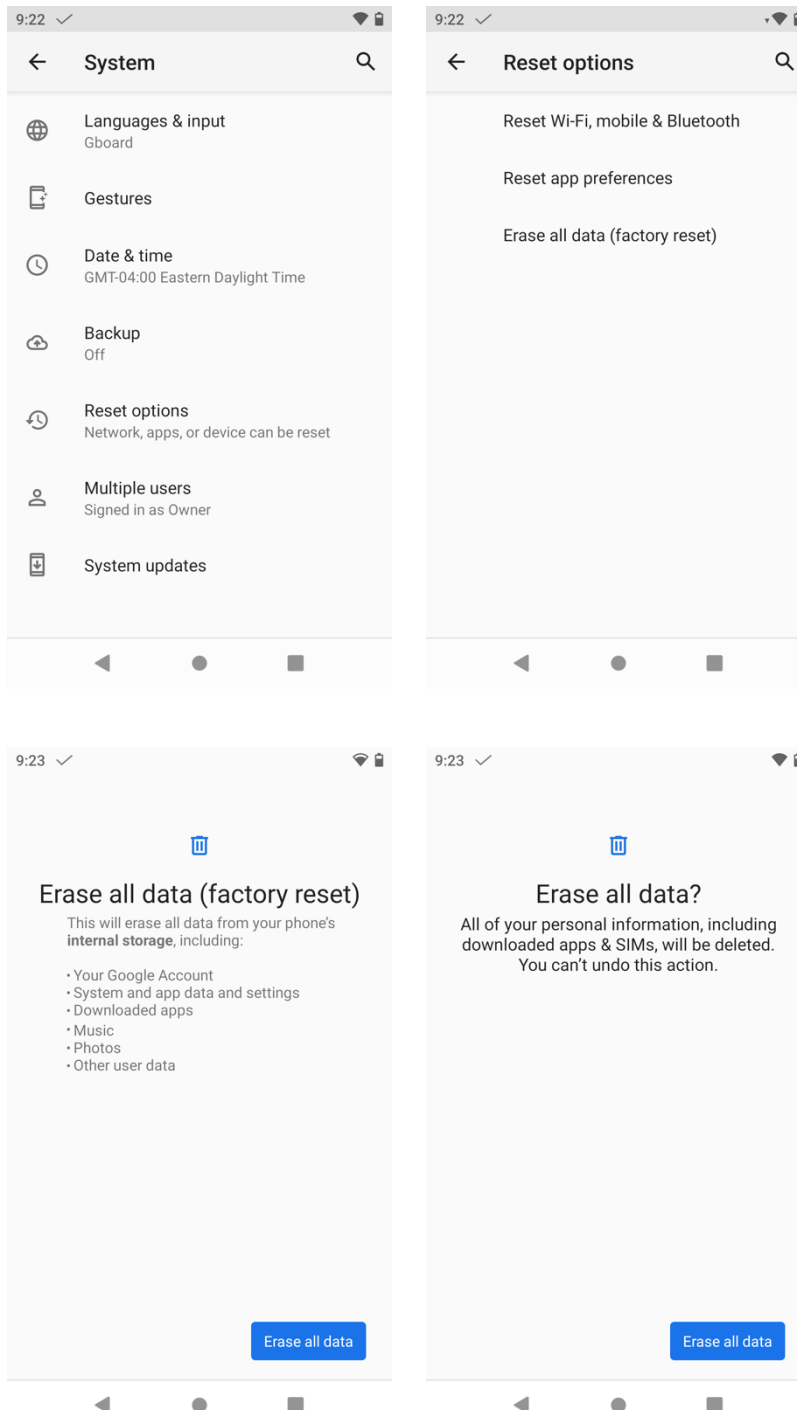 9:22
System
Languages & input
Gboard
Gestures
Date & time
GMT-04:00 Eastern Daylight Time
Backup
Off
Reset options
Network, apps, or device can be reset
Multiple users
Signed in as Owner
System updates
9:22
Reset options
Reset Wi-Fi, mobile & Bluetooth
Reset app preferences
Erase all data (factory reset)
9:23
Erase all data (factory reset)
This will erase all data from your phone's
internal storage, including:
• Your Google Account
• System and app data and settings
• Downloaded apps
• Music
• Photos
• Other user data
Erase all data
9:23
Erase all data?
All of your personal information, including
downloaded apps & SIMs, will be deleted.
You can't undo this action.
Erase all data